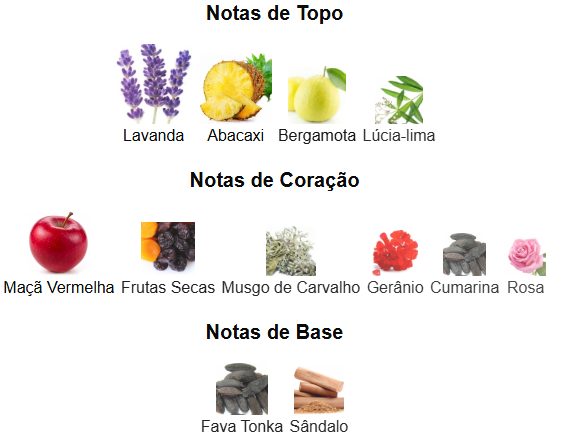 Notas de Topo
Lavanda Abacaxi Bergamota Lúcia-lima
Notas de Coração
Maçã Vermelha Frutas Secas Musgo de Carvalho Gerânio Cumarina Rosa
Notas de Base
Fava Tonka Sândalo